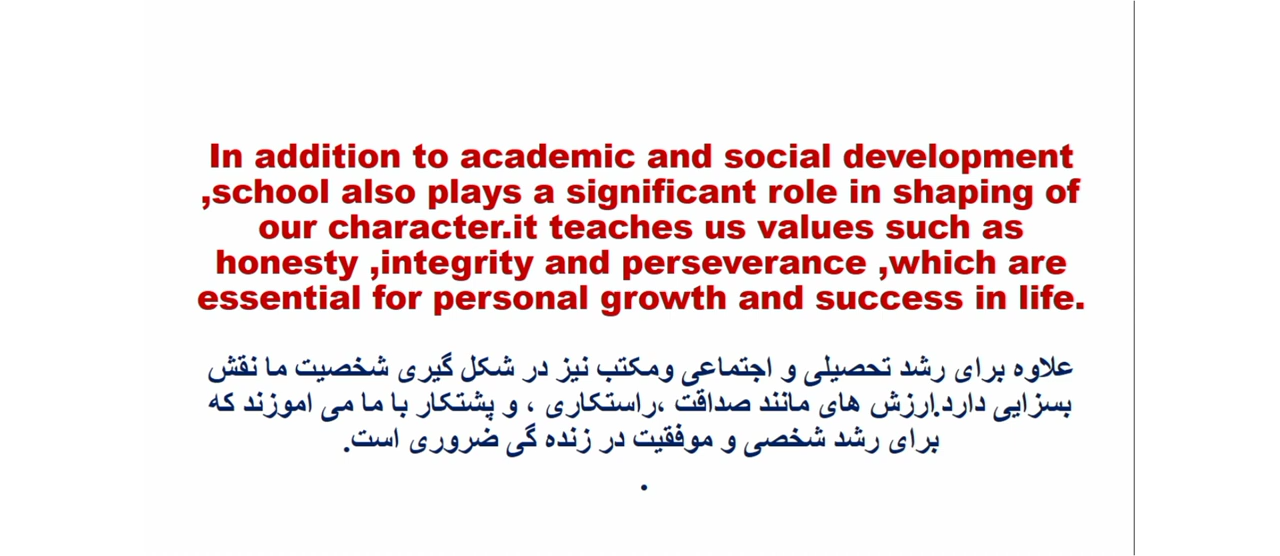 In addition to academic and social development
,school also plays a significant role in shaping of
our character.it teaches us values such as
honesty ,integrity and perseverance ,which are
essential for personal growth and success in life.
علاوه برای رشد تحصیلی و اجتماعی ومکتب نیز در شکل گیری شخصیت ما نقش
بسزایی دارد.ارزش های مانند صداقت ،راستکاری ، و پشتکار با ما می اموزند که
برای رشد شخصی و موفقیت در زنده گی ضروری است.
.